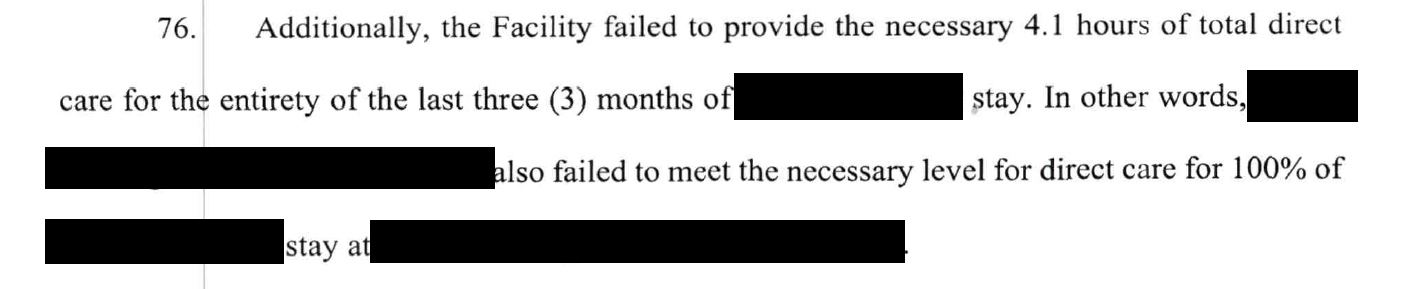 76. Additionally, the Facility failed to provide the necessary 4.1 hours of total direct
care for the entirety of the last three (3) months of stay. In other words,
also failed to meet the necessary level for direct care for 100% of
stay at .